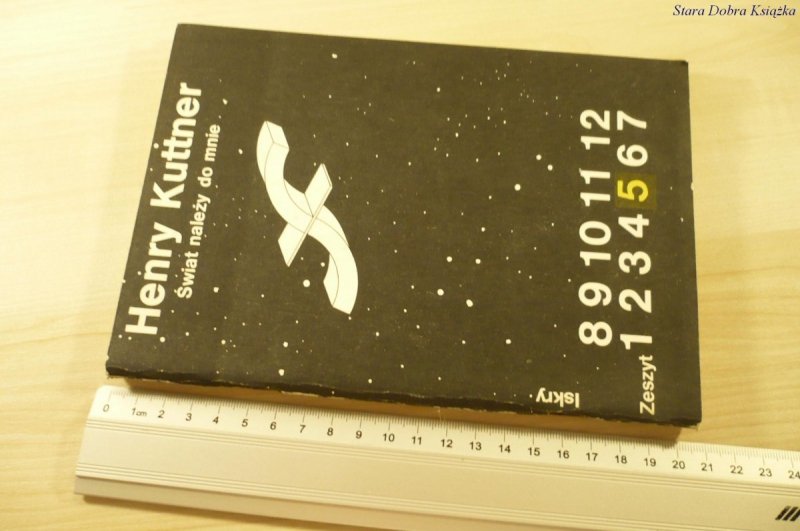 Stara Dobra Książka
Henry Kuttner
Świat należy do mnie
8 9 10 11 12
Zeszyt 1 2 3 4 5 6 7
Iskry
0 1cm 2 3 4 5 6 7 8 9 10 11 12 13 14 15 16 17 18 19 20 21 22 23 24